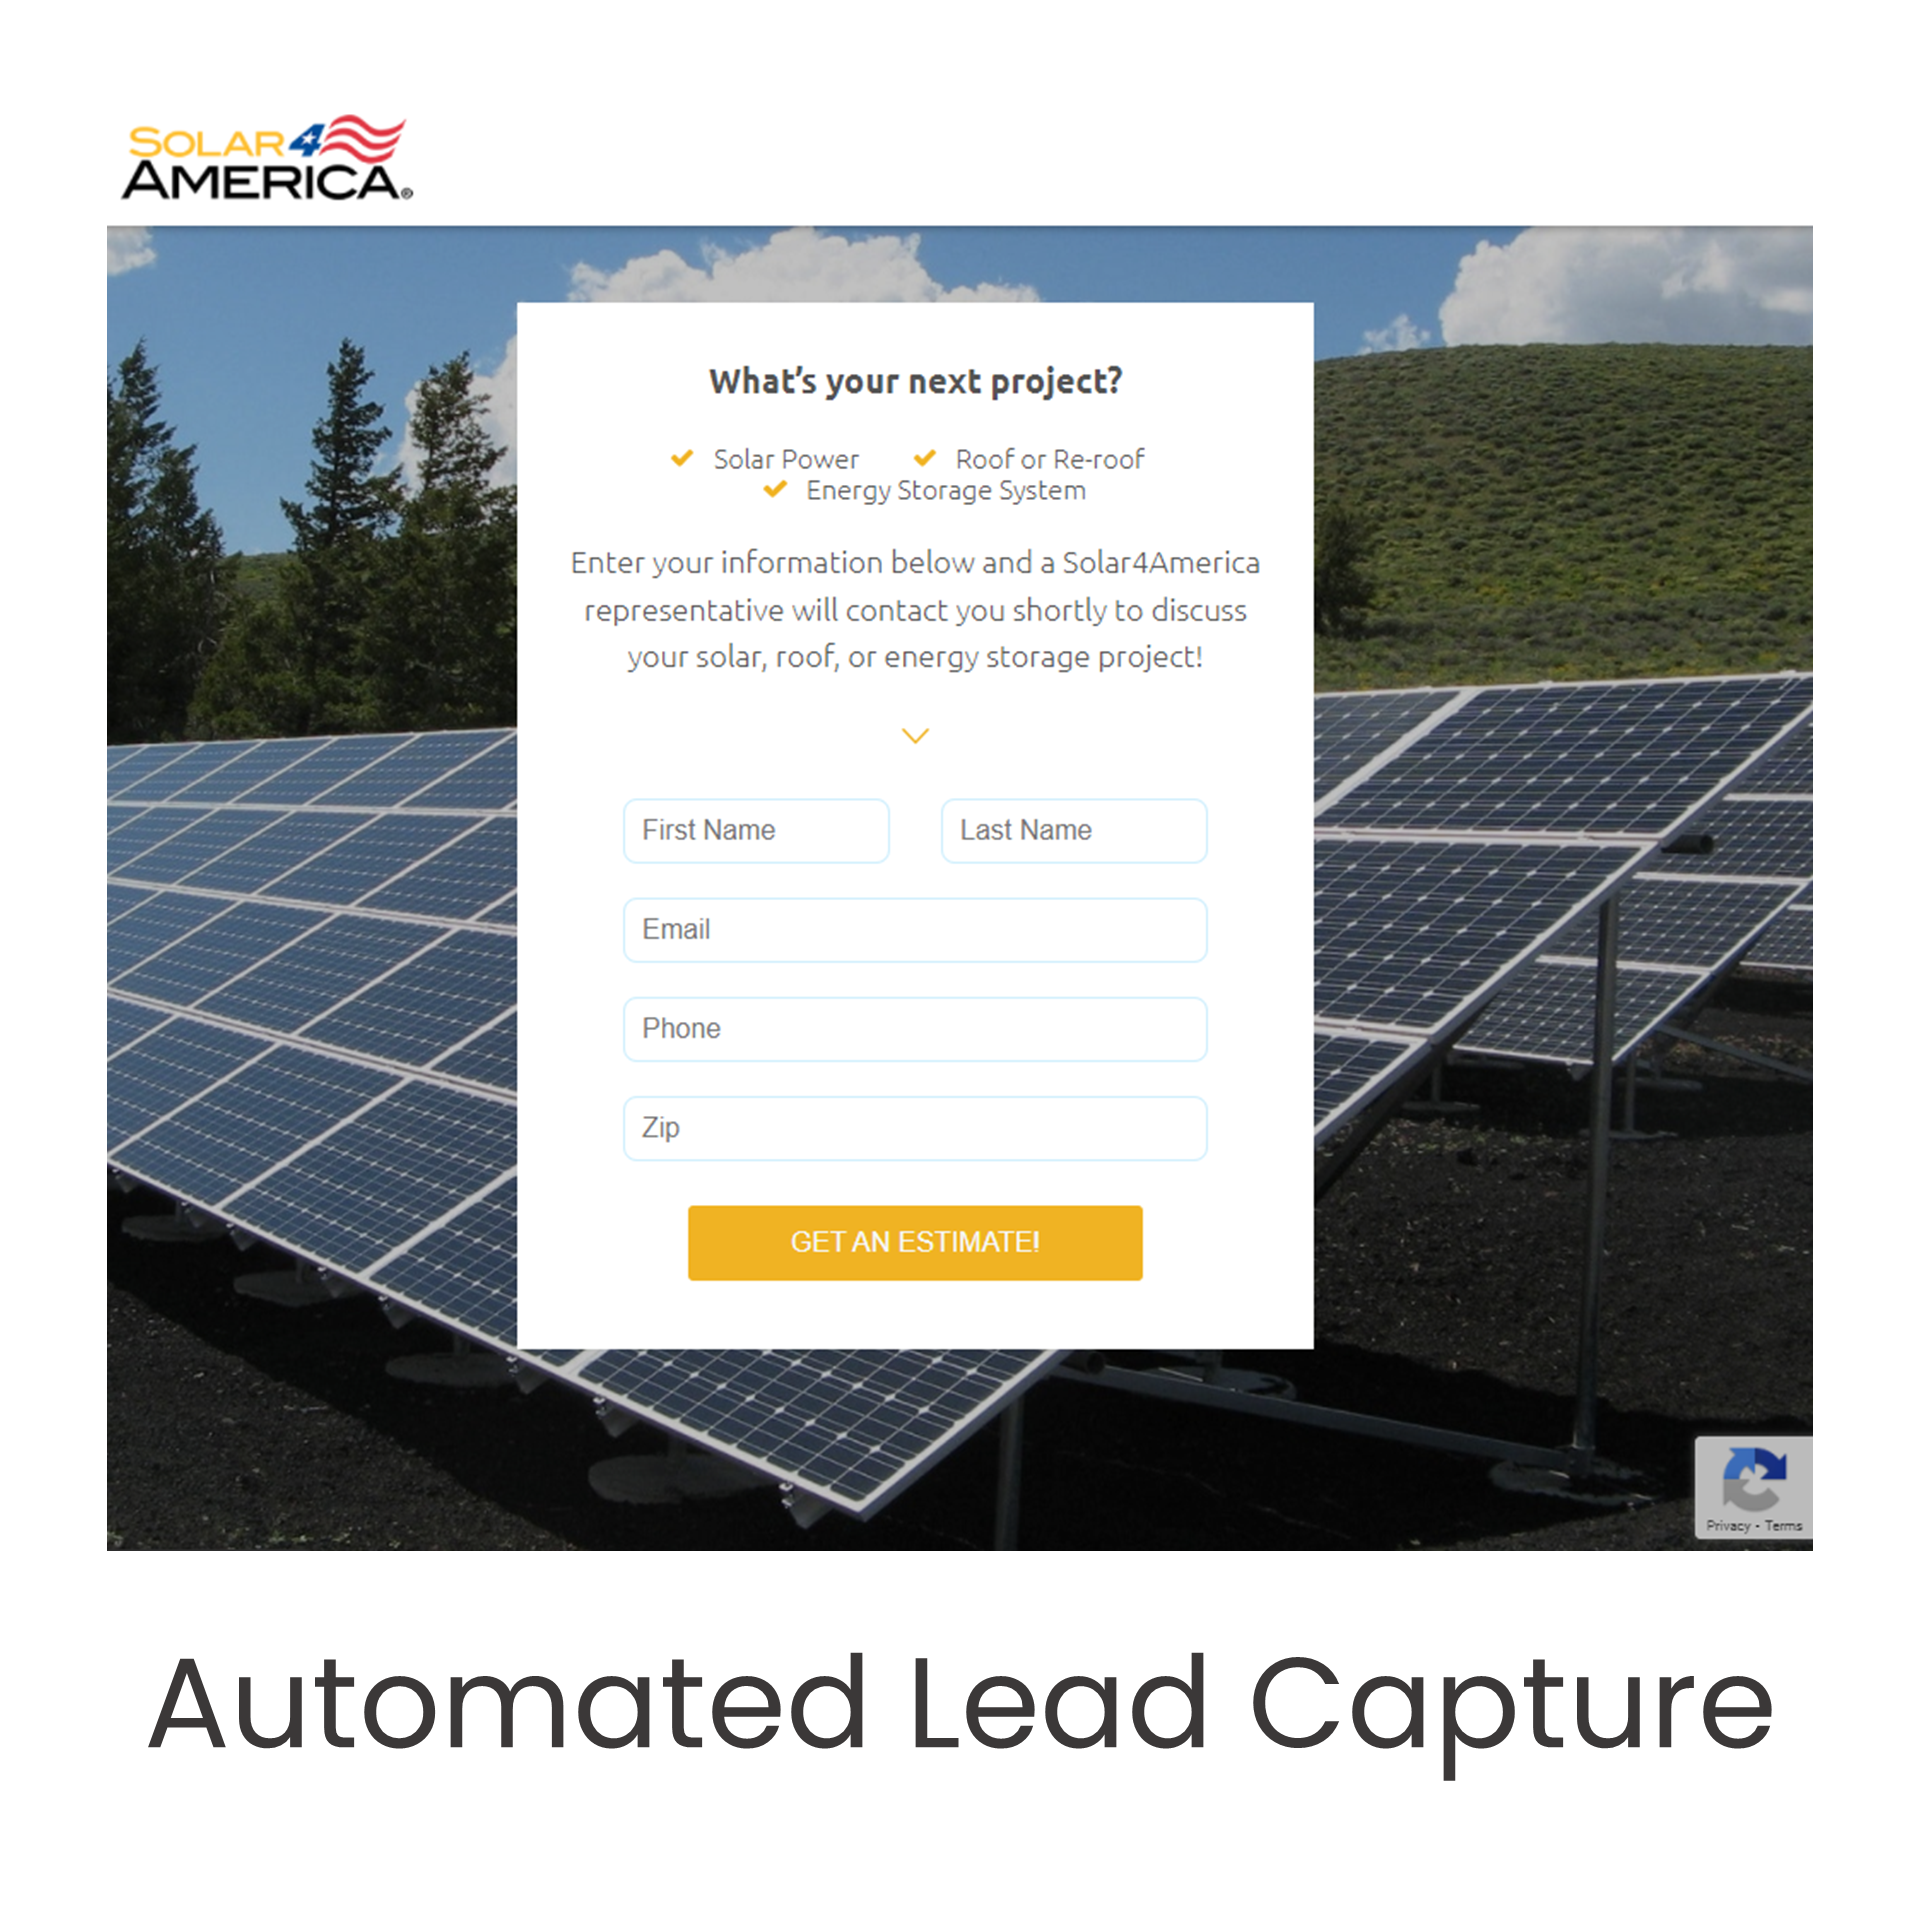 SOLAR4
AMERICA®
What's your next project?
Solar Power Roof or Re-roof
Energy Storage System
Enter your information below and a Solar4America
representative will contact you shortly to discuss
your solar, roof, or energy storage project!
First Name Last Name
Email
Phone
Zip
GET AN ESTIMATE!
Privacy - Terms
Automated Lead Capture